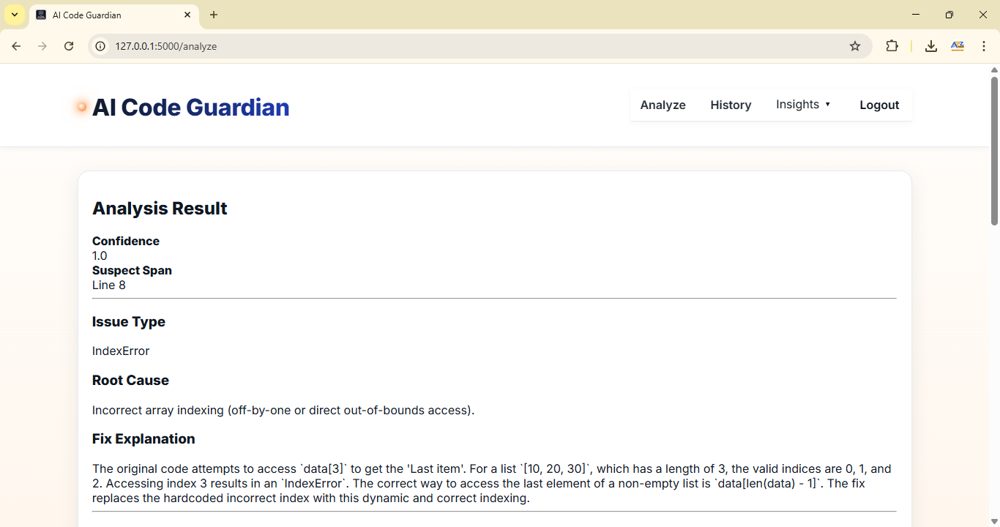 AI Code Guardian
127.0.0.1:5000/analyze
AI Code Guardian
Analyze History Insights ▼ Logout
Analysis Result
Confidence
1.0
Suspect Span
Line 8
Issue Type
IndexError
Root Cause
Incorrect array indexing (off-by-one or direct out-of-bounds access).
Fix Explanation
The original code attempts to access `data[3]` to get the 'Last item'. For a list `[10, 20, 30]`, which has a length of 3, the valid indices are 0, 1, and
2. Accessing index 3 results in an `IndexError`. The correct way to access the last element of a non-empty list is `data[len(data) - 1]`. The fix
replaces the hardcoded incorrect index with this dynamic and correct indexing.